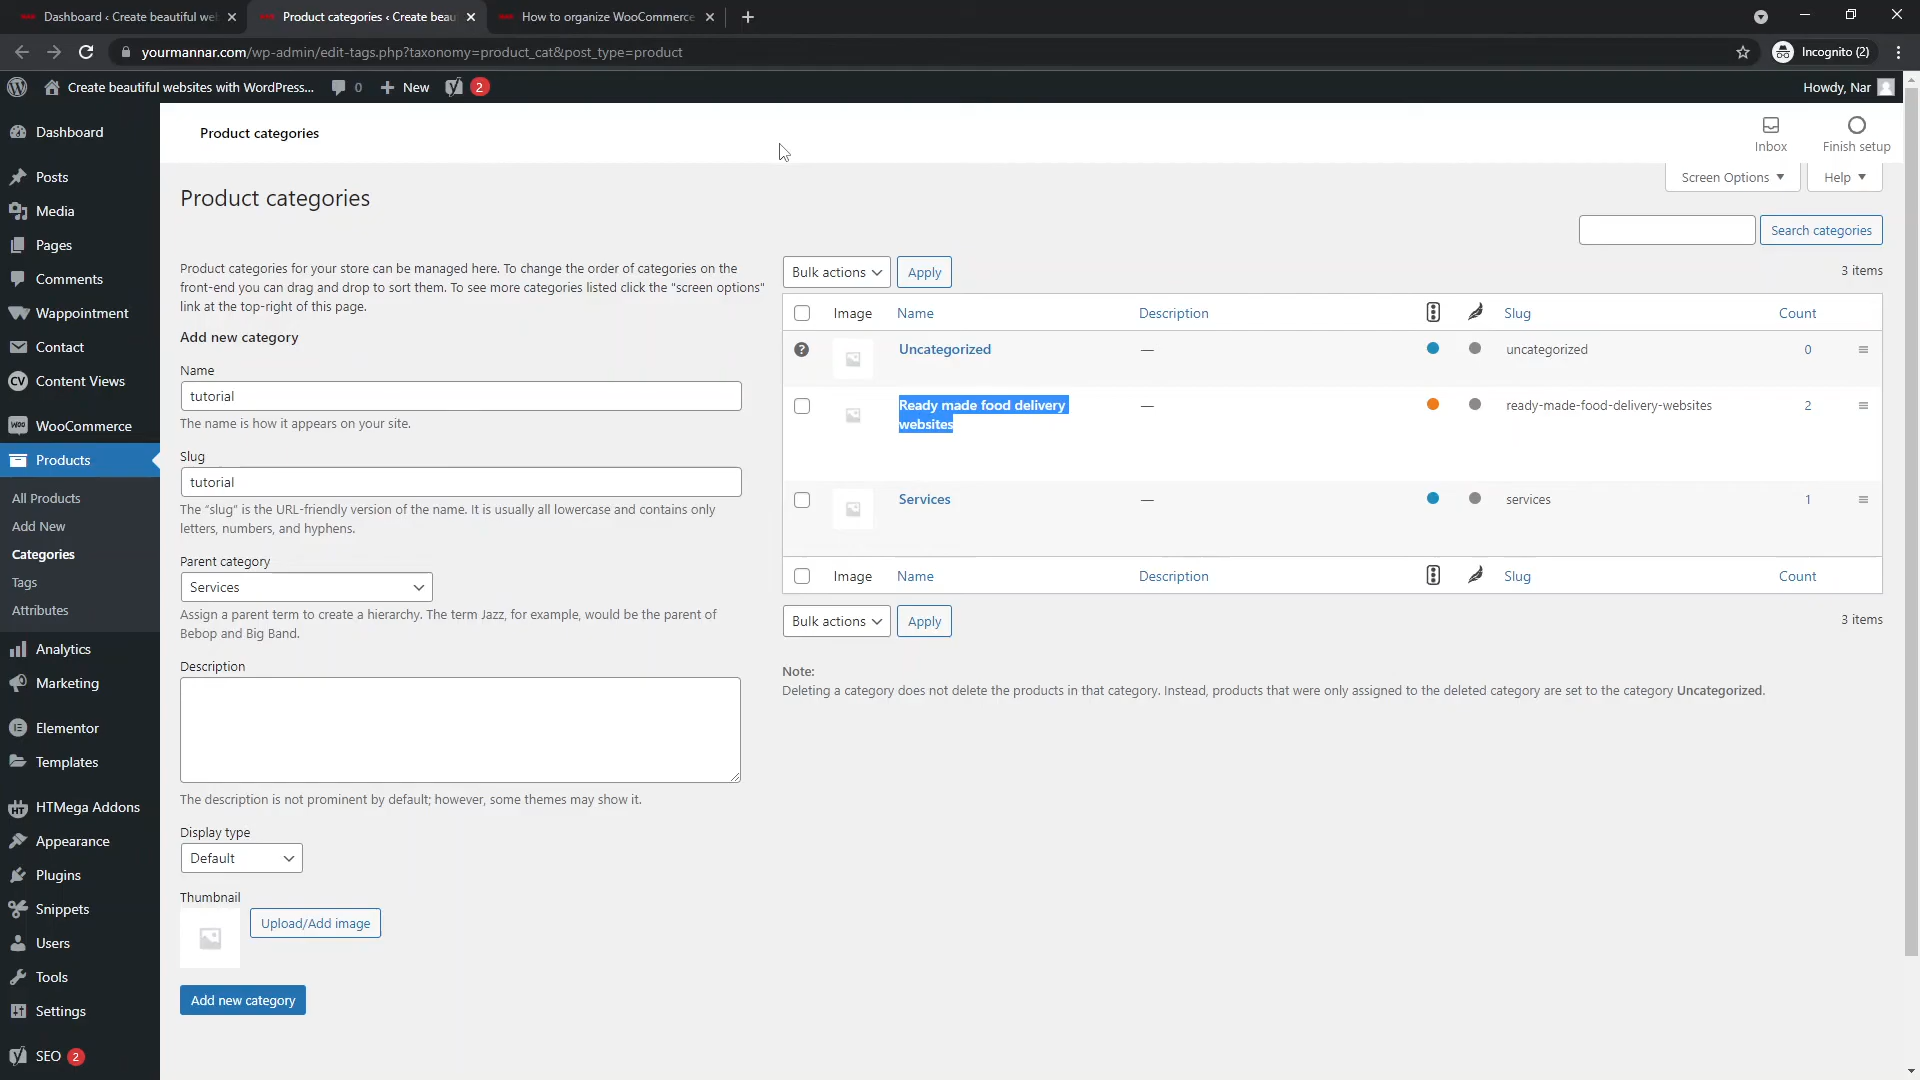 Dashboard ‹ Create beautiful we
Product categories ‹ Create beau
How to organize WooCommerce
yourmannar.com/wp-admin/edit-tags.php?taxonomy=product_cat&post_type=product
Incognito (2)
Create beautiful websites with WordPress...
0
New
2
Howdy, Nar
Dashboard
Posts
Media
Pages
Comments
Wappointment
Contact
CV
Content Views
WOO
WooCommerce
Products
All Products
Add New
Categories
Tags
Attributes
Analytics
Marketing
Elementor
Templates
HTMega Addons
Appearance
Plugins
Snippets
Users
Tools
Settings
SEO 2
Product categories
Inbox
Finish setup
Screen Options
Help
Product categories
Search categories
Product categories for your store can be managed here. To change the order of categories on the
front-end you can drag and drop to sort them. To see more categories listed click the "screen options"
link at the top-right of this page.
Add new category
Name
tutorial
The name is how it appears on your site.
Slug
tutorial
The “slug” is the URL-friendly version of the name. It is usually all lowercase and contains only
letters, numbers, and hyphens.
Parent category
Services
Assign a parent term to create a hierarchy. The term Jazz, for example, would be the parent of
Bebop and Big Band.
Description
The description is not prominent by default; however, some themes may show it.
Display type
Default
Thumbnail
Upload/Add image
Add new category
Bulk actions
Apply
3 items
Image Name Description Slug Count
? Uncategorized — uncategorized 0
Ready made food delivery
websites
— ready-made-food-delivery-websites 2
Services — services 1
Image Name Description Slug Count
Bulk actions
Apply
3 items
Note:
Deleting a category does not delete the products in that category. Instead, products that were only assigned to the deleted category are set to the category Uncategorized.